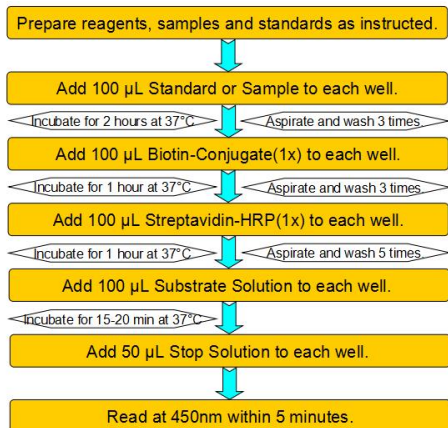 Prepare reagents, samples and standards as instructed.
Add 100 µL Standard or Sample to each well.
Incubate for 2 hours at 37°C
Aspirate and wash 3 times.
Add 100 µL Biotin-Conjugate(1x) to each well.
Incubate for 1 hour at 37°C
Aspirate and wash 3 times.
Add 100 µL Streptavidin-HRP(1x) to each well.
Incubate for 1 hour at 37°C
Aspirate and wash 5 times.
Add 100 µL Substrate Solution to each well.
Incubate for 15-20 min at 37°C
Add 50 µL Stop Solution to each well.
Read at 450nm within 5 minutes.